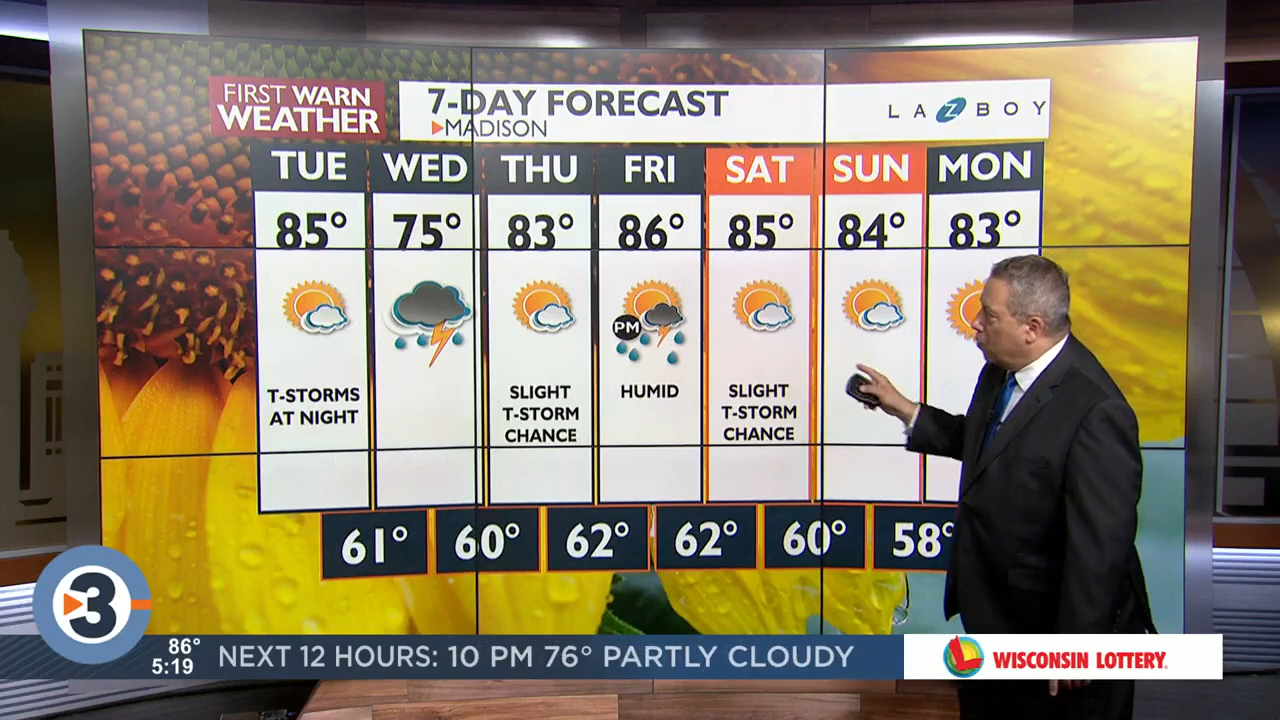 FIRST WARN
WEATHER
7-DAY FORECAST
MADISON
LA Z BOY
TUE WED THU FRI SAT SUN MON
85° 75° 83° 86° 85° 84° 83°
PM
T-STORMS
AT NIGHT
SLIGHT
T-STORM
CHANCE
HUMID
SLIGHT
T-STORM
CHANCE
61° 60° 62° 62° 60° 58°
3
86°
5:19
NEXT 12 HOURS: 10 PM 76° PARTLY CLOUDY
WISCONSIN LOTTERY